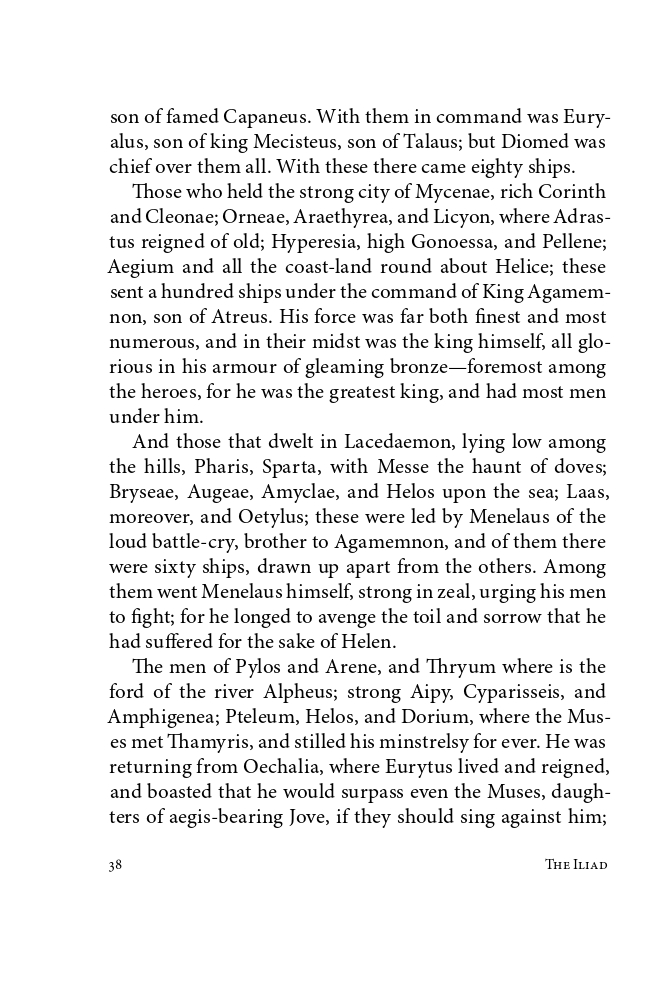 son of famed Capaneus. With them in command was Eury-
alus, son of king Mecisteus, son of Talaus; but Diomed was
chief over them all. With these there came eighty ships.
Those who held the strong city of Mycenae, rich Corinth
and Cleonae; Orneae, Araethyrea, and Licyon, where Adras-
tus reigned of old; Hyperesia, high Gonoessa, and Pellene;
Aegium and all the coast-land round about Helice; these
sent a hundred ships under the command of King Agamem-
non, son of Atreus. His force was far both finest and most
numerous, and in their midst was the king himself, all glo-
rious in his armour of gleaming bronze—foremost among
the heroes, for he was the greatest king, and had most men
under him.
And those that dwelt in Lacedaemon, lying low among
the hills, Pharis, Sparta, with Messe the haunt of doves;
Bryseae, Augeae, Amyclae, and Helos upon the sea; Laas,
moreover, and Oetylus; these were led by Menelaus of the
loud battle-cry, brother to Agamemnon, and of them there
were sixty ships, drawn up apart from the others. Among
them went Menelaus himself, strong in zeal, urging his men
to fight; for he longed to avenge the toil and sorrow that he
had suffered for the sake of Helen.
The men of Pylos and Arene, and Thryum where is the
ford of the river Alpheus; strong Aipy, Cyparisseis, and
Amphigenea; Pteleum, Helos, and Dorium, where the Mus-
es met Thamyris, and stilled his minstrelsy for ever. He was
returning from Oechalia, where Eurytus lived and reigned,
and boasted that he would surpass even the Muses, daugh-
ters of aegis-bearing Jove, if they should sing against him;
38 The Iliad